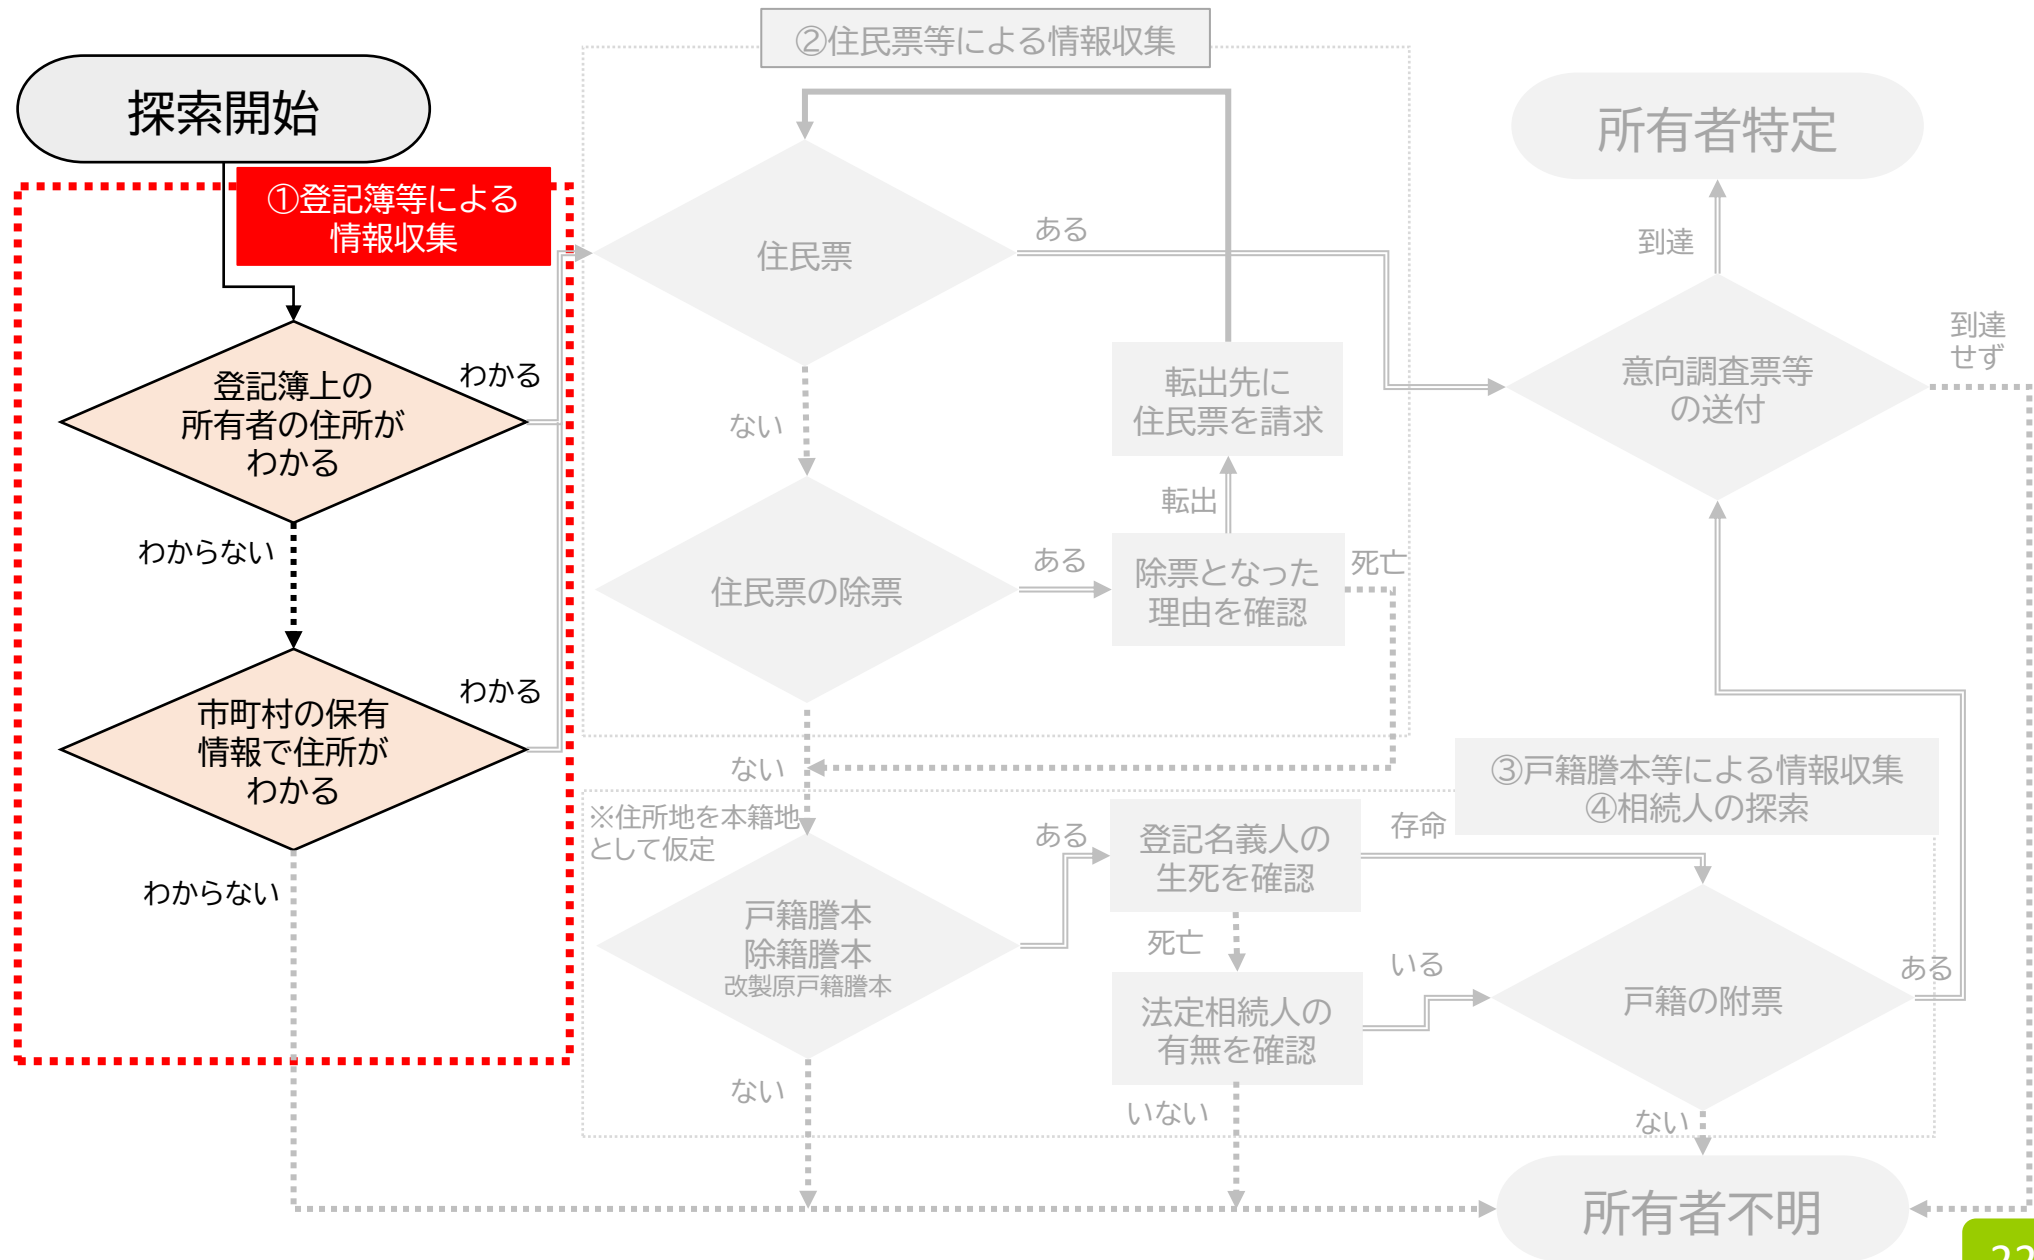 探索開始
①登記簿等による
情報収集
登記簿上の
所有者の住所が
わかる
わかる
わからない
市町村の保有
情報で住所が
わかる
わかる
わからない
②住民票等による情報収集
住民票
ある
ない
住民票の除票
ある
除票となった
理由を確認
転出
転出先に
住民票を請求
死亡
ない
③戸籍謄本等による情報収集
④相続人の探索
※住所地を本籍地
として仮定
戸籍謄本
除籍謄本
改製原戸籍謄本
ある
ない
登記名義人の
生死を確認
存命
死亡
法定相続人の
有無を確認
いる
いない
戸籍の附票
ある
ない
意向調査票等
の送付
到達
到達
せず
所有者特定
所有者不明